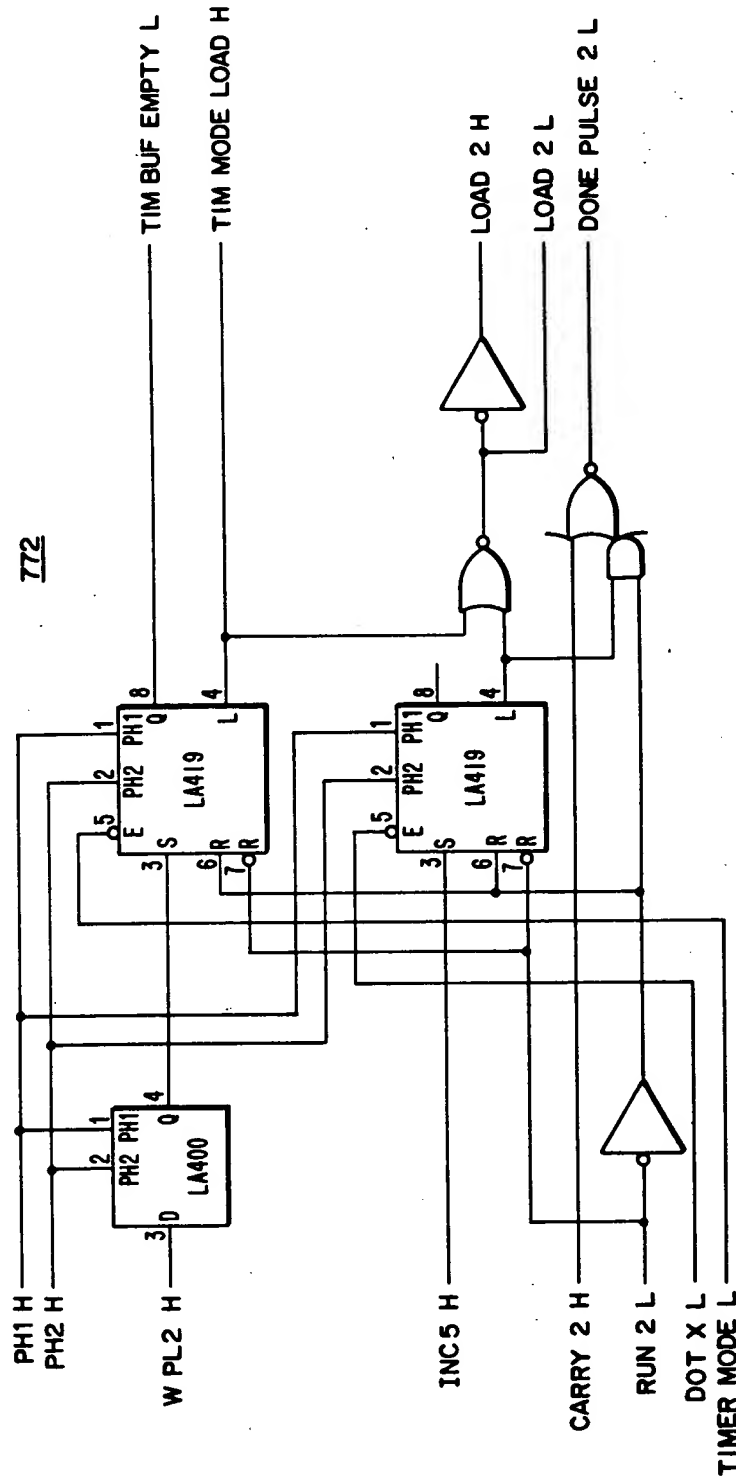 772
PH1 H
PH2 H
W PL2 H
INC5 H
CARRY 2 H
RUN 2 L
DOT X L
TIMER MODE L
3 D
2 PH2
1 PH1
LA400
Q 4
5 E
2 PH2
1 PH1
3 S
6 R
7 R
LA419
Q 8
L 4
5 E
2 PH2
1 PH1
3 S
6 R
7 R
LA419
Q 8
L 4
TIM BUF EMPTY L
TIM MODE LOAD H
LOAD 2 H
LOAD 2 L
DONE PULSE 2 L